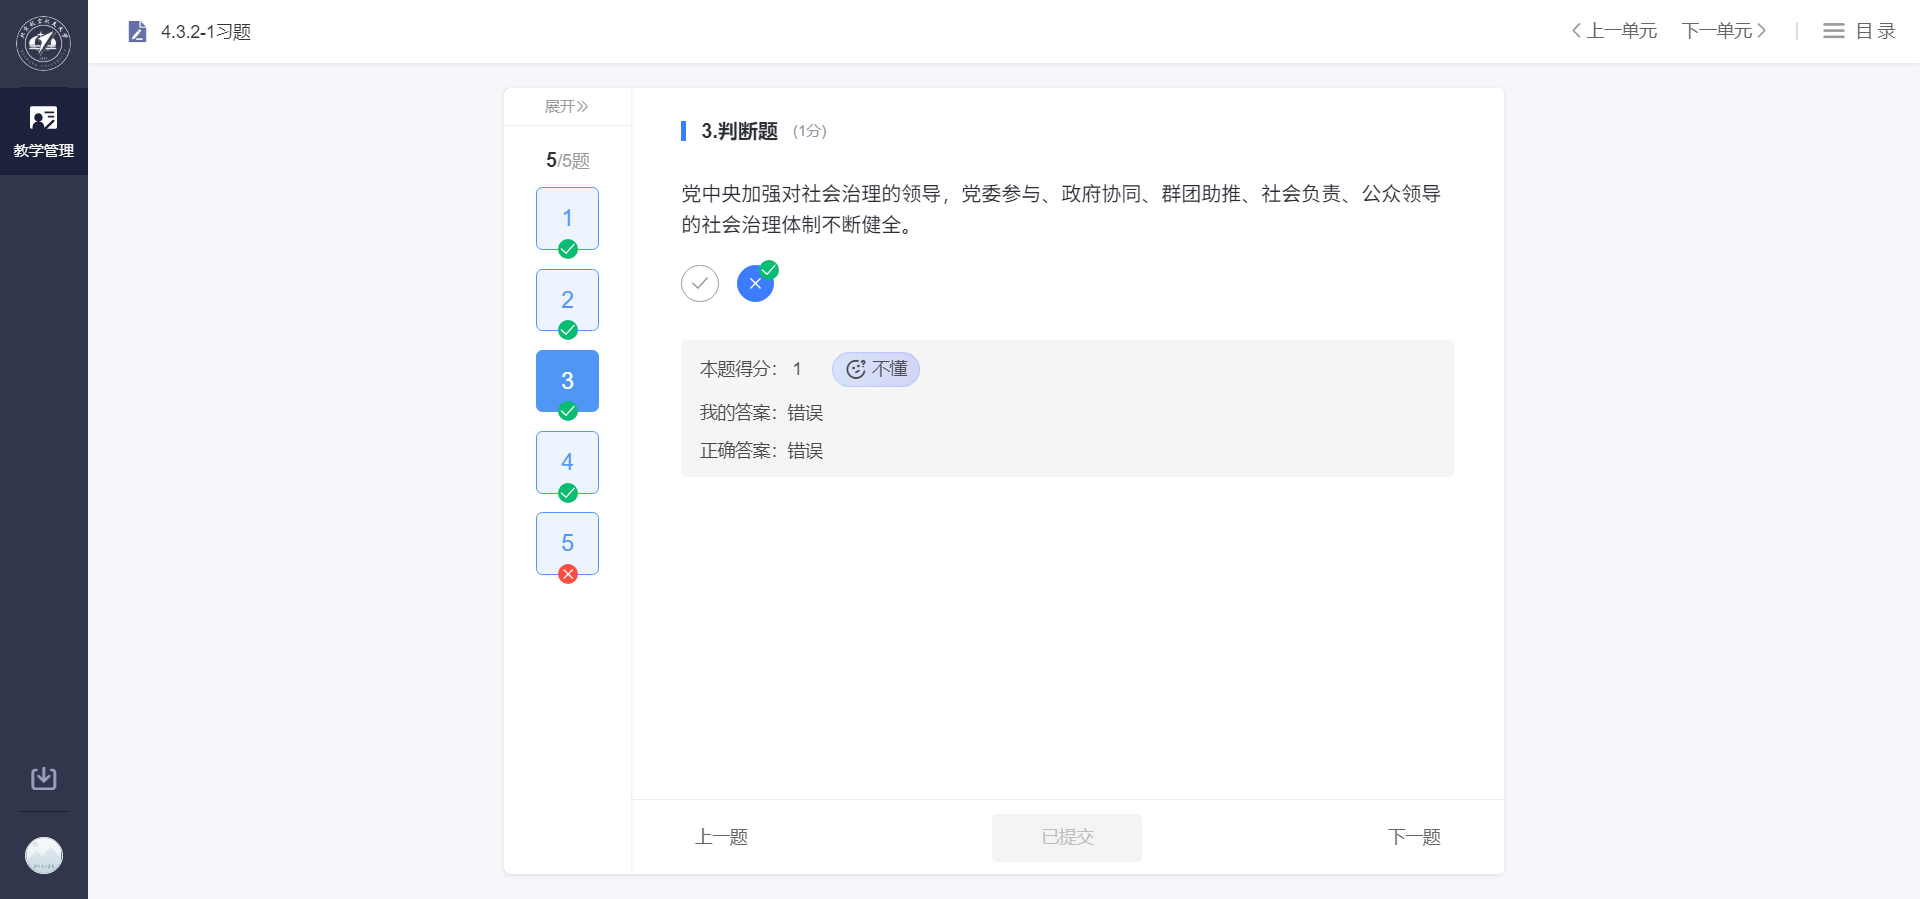 4.3.2-1习题
上一单元
下一单元
目录
教学管理
展开
5/5题
1
2
3
4
5
3.判断题 (1分)
党中央加强对社会治理的领导，党委参与、政府协同、群团助推、社会负责、公众领导
的社会治理体制不断健全。
本题得分： 1 不懂
我的答案：错误
正确答案：错误
上一题
已提交
下一题